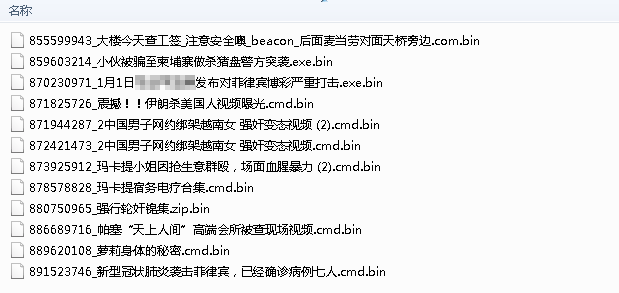 名称
855599943_大楼今天查工签_注意安全噢_beacon_后面麦当劳对面天桥旁边.com.bin
859603214_小伙被骗至柬埔寨做杀猪盘警方突袭.exe.bin
870230971_1月1日发布对菲律宾博彩严重打击.exe.bin
871825726_震撼！！伊朗杀美国人视频曝光.cmd.bin
871944287_2中国男子网约绑架越南女 强奸变态视频 (2).cmd.bin
872421473_2中国男子网约绑架越南女 强奸变态视频.cmd.bin
873925912_玛卡提小姐因抢生意群殴，场面血腥暴力 (2).cmd.bin
878578828_玛卡提宿务电疗合集.cmd.bin
880750965_强行轮奸锦集.zip.bin
886689716_帕塞“天上人间”高端会所被查现场视频.cmd.bin
889620108_萝莉身体的秘密.cmd.bin
891523746_新型冠状肺炎袭击菲律宾，已经确诊病例七人.cmd.bin